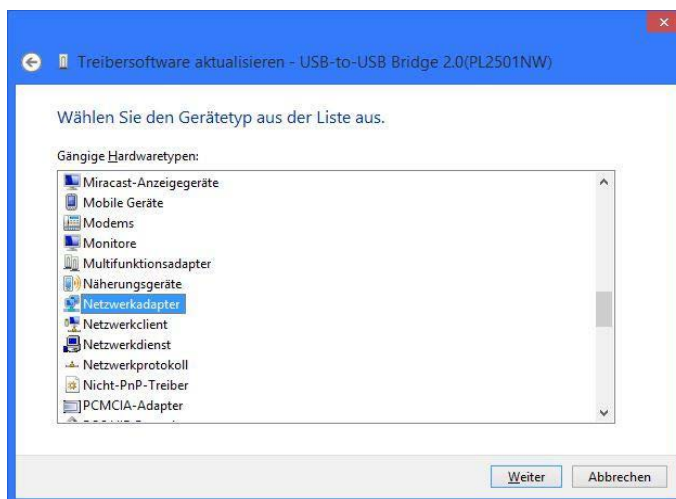 Treibersoftware aktualisieren - USB-to-USB Bridge 2.0(PL2501NW)
Wählen Sie den Gerätetyp aus der Liste aus.
Gängige Hardwaretypen:
Miracast-Anzeigegeräte
Mobile Geräte
Modems
Monitore
Multifunktionsadapter
Näherungsgeräte
Netzwerkadapter
Netzwerkclient
Netzwerkdienst
Netzwerkprotokoll
Nicht-PnP-Treiber
PCMCIA-Adapter
Weiter
Abbrechen